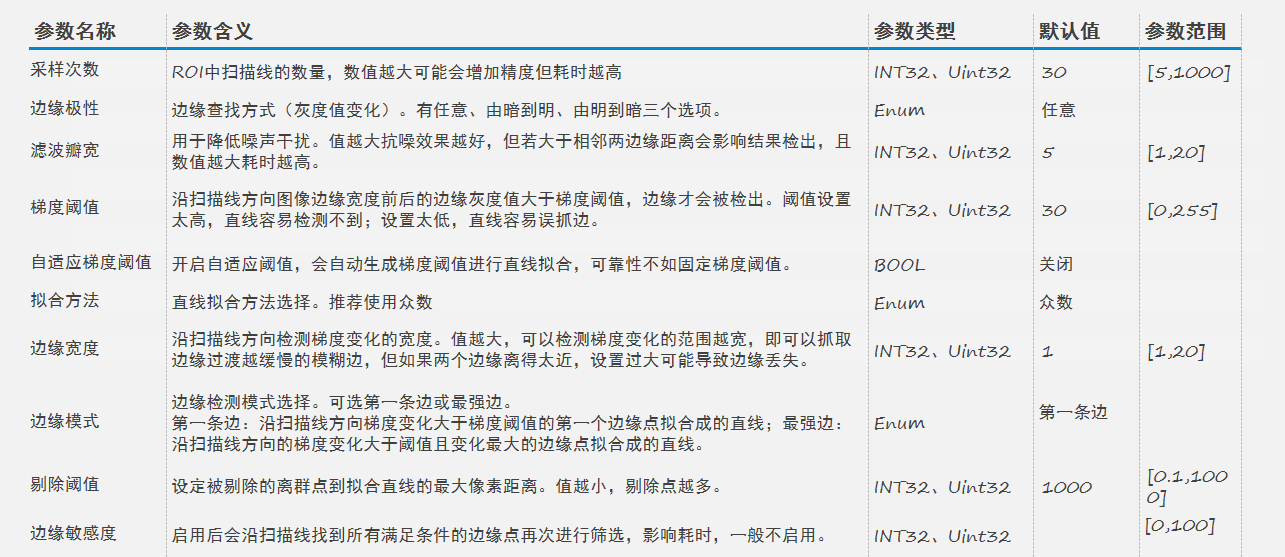 参数名称 参数含义 参数类型 默认值 参数范围
采样次数 ROI中扫描线的数量，数值越大可能会增加精度但耗时越高 INT32、Uint32 30 [5,1000]
边缘极性 边缘查找方式（灰度值变化）。有任意、由暗到明、由明到暗三个选项。 Enum 任意
滤波瓣宽 用于降低噪声干扰。值越大抗噪效果越好，但若大于相邻两边缘距离会影响结果检出，且
数值越大耗时越高。 INT32、Uint32 5 [1,20]
梯度阈值 沿扫描线方向图像边缘宽度前后的边缘灰度值大于梯度阈值，边缘才会被检出。阈值设置
太高，直线容易检测不到；设置太低，直线容易误抓边。 INT32、Uint32 30 [0,255]
自适应梯度阈值 开启自适应阈值，会自动生成梯度阈值进行直线拟合，可靠性不如固定梯度阈值。 BOOL 关闭
拟合方法 直线拟合方法选择。推荐使用众数 Enum 众数
边缘宽度 沿扫描线方向检测梯度变化的宽度。值越大，可以检测梯度变化的范围越宽，即可以抓取
边缘过渡越缓慢的模糊边，但如果两个边缘离得太近，设置过大可能导致边缘丢失。 INT32、Uint32 1 [1,20]
边缘模式 边缘检测模式选择。可选第一条边或最强边。
第一条边：沿扫描线方向梯度变化大于梯度阈值的第一个边缘点拟合成的直线；最强边：
沿扫描线方向的梯度变化大于阈值且变化最大的边缘点拟合成的直线。 Enum 第一条边
剔除阈值 设定被剔除的离群点到拟合直线的最大像素距离。值越小，剔除点越多。 INT32、Uint32 1000 [0.1,100
0]
边缘敏感度 启用后会沿扫描线找到所有满足条件的边缘点再次进行筛选，影响耗时，一般不启用。 INT32、Uint32 [0,100]